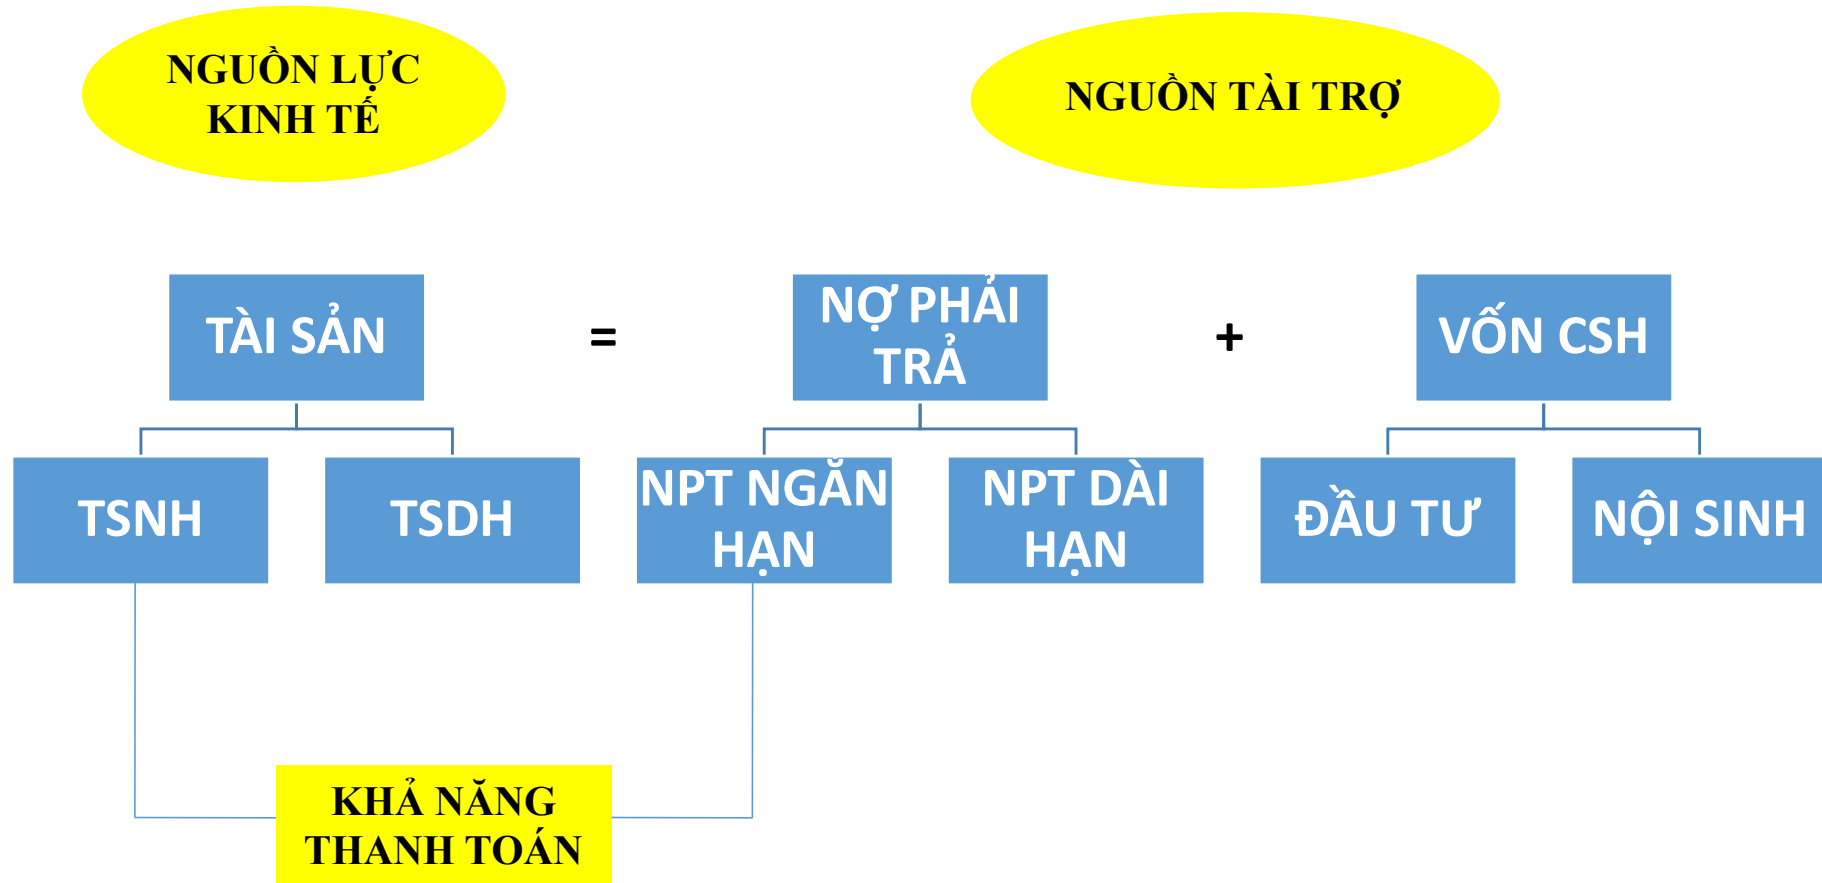 NGUỒN LỰC
KINH TẾ
NGUỒN TÀI TRỢ
TÀI SẢN
=
NỢ PHẢI
TRẢ
+
VỐN CSH
TSNH
TSDH
NPT NGẮN
HẠN
NPT DÀI
HẠN
ĐẦU TƯ
NỘI SINH
KHẢ NĂNG
THANH TOÁN